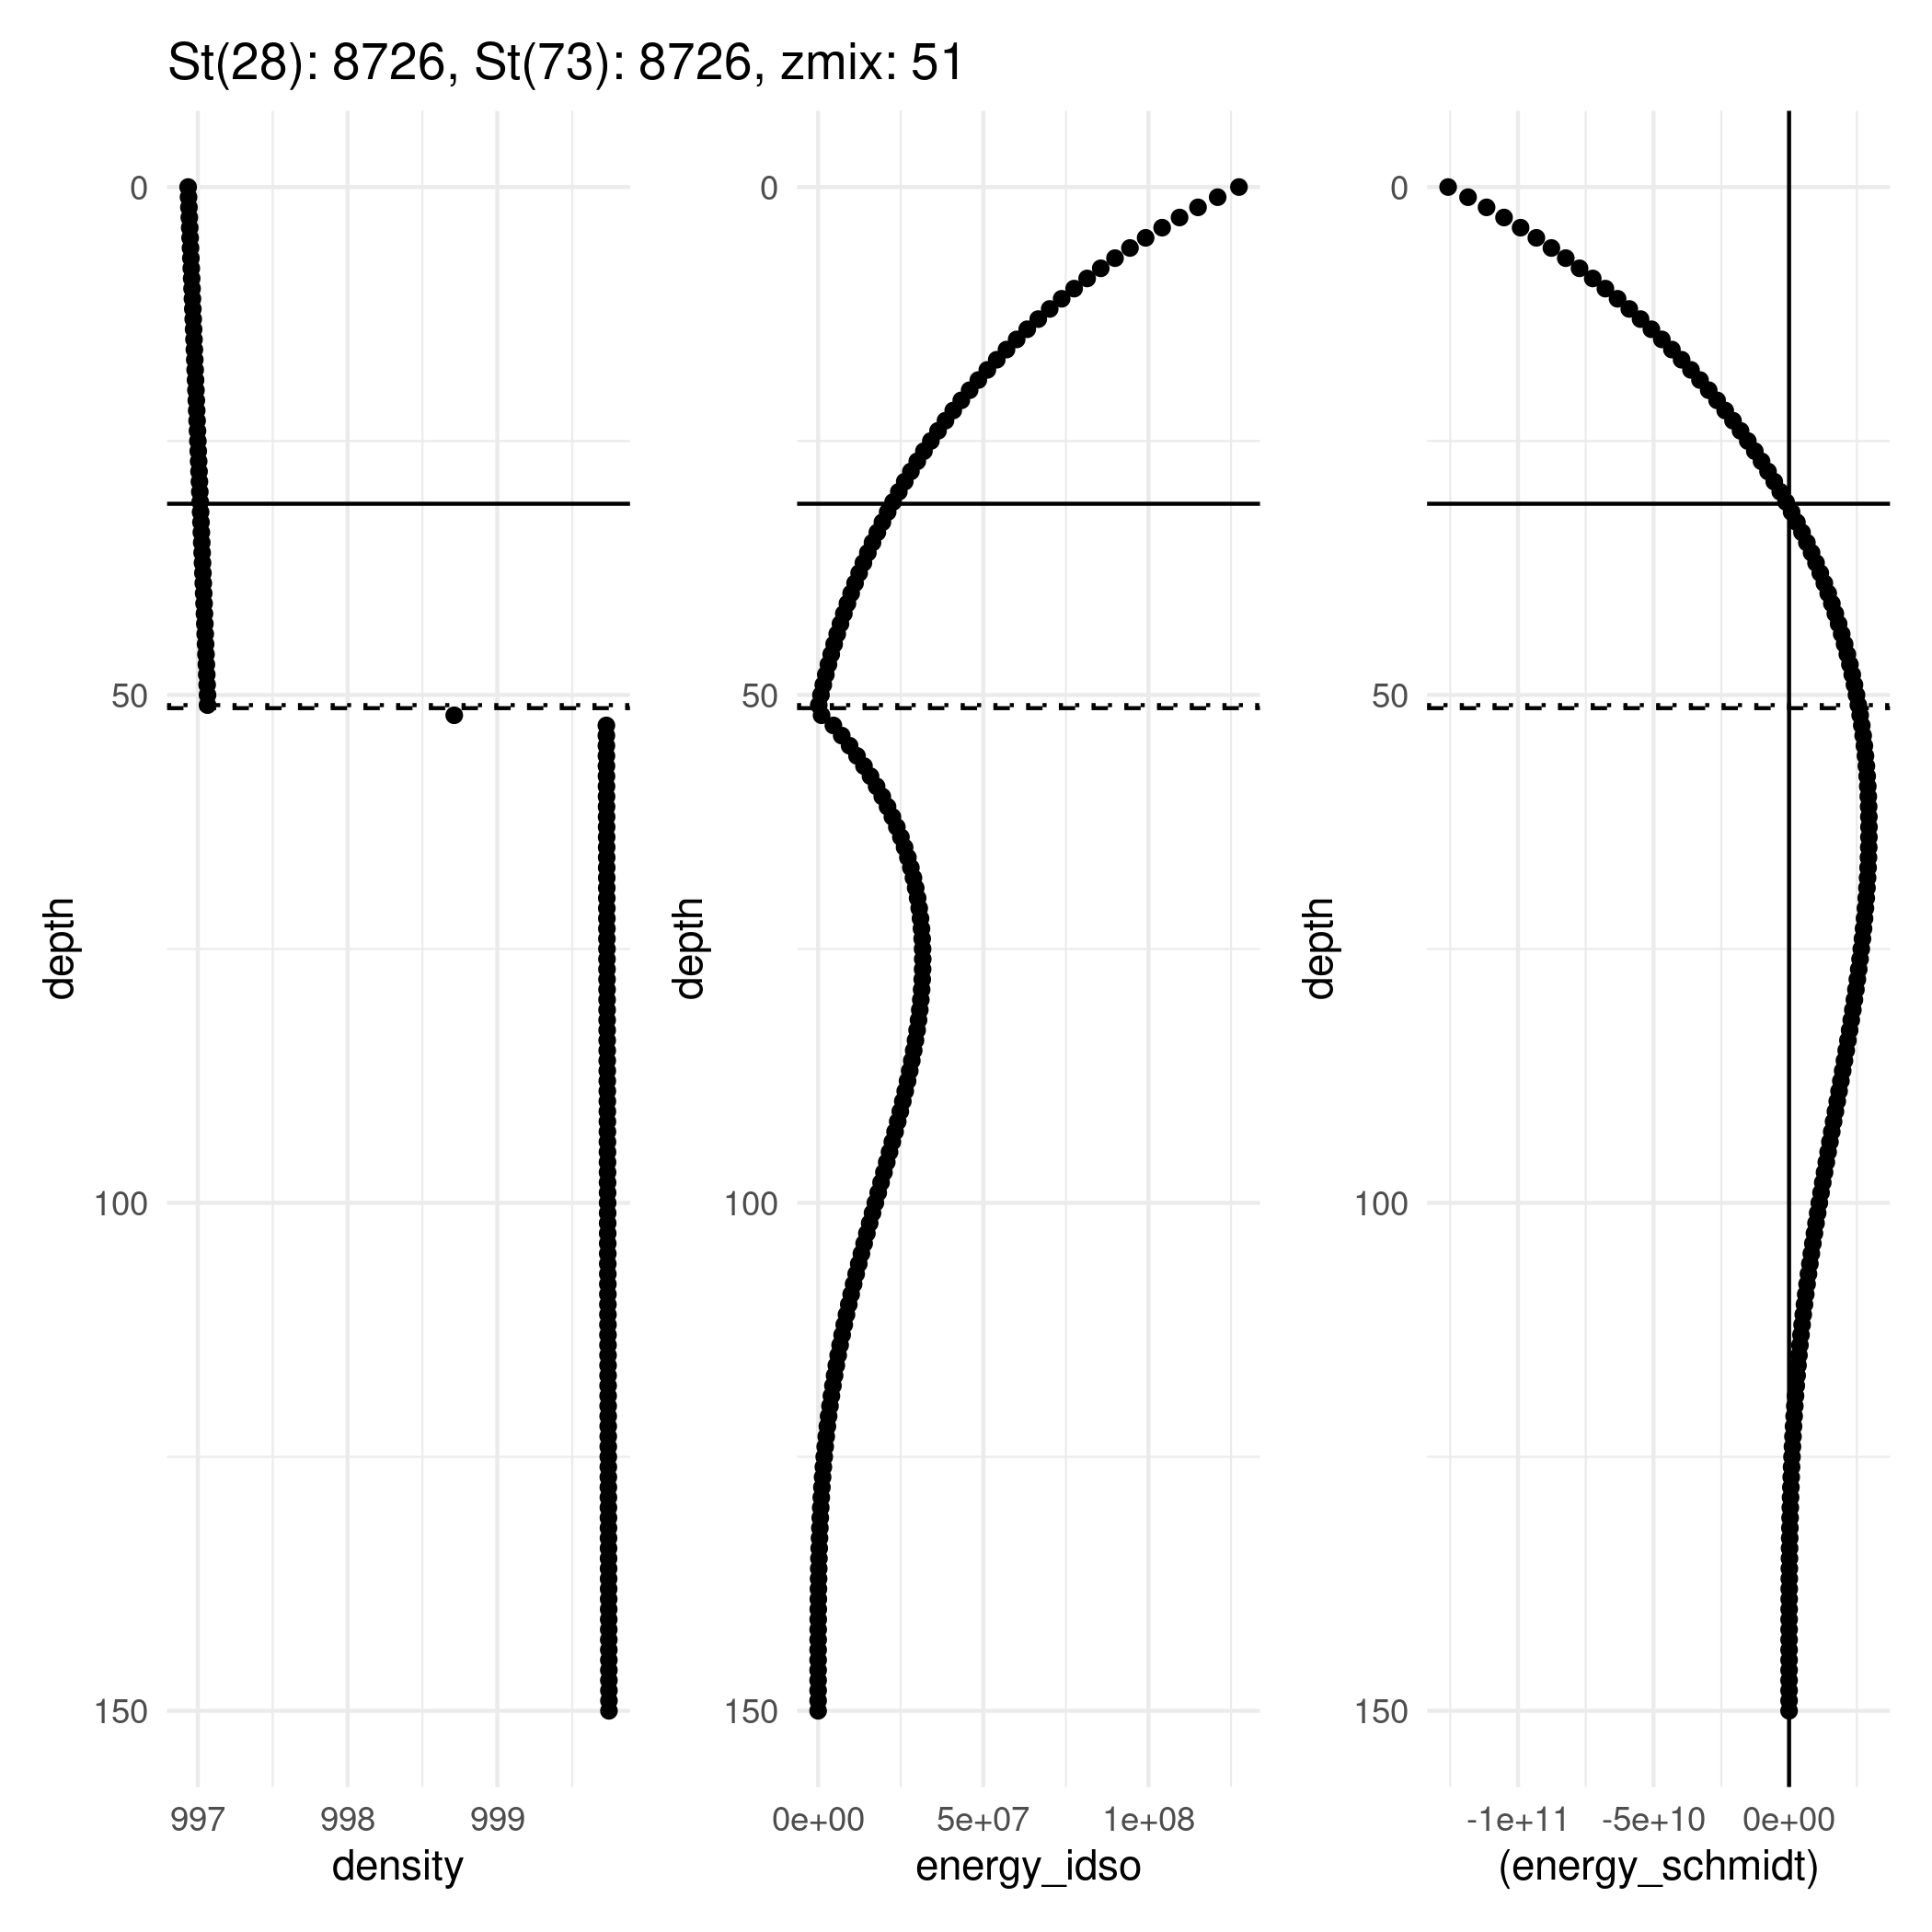 St(28): 8726, St(73): 8726, zmix: 51
depth
0
50
100
150
997 998 999
density
depth
0
50
100
150
0e+00 5e+07 1e+08
energy_idso
depth
0
50
100
150
-1e+11 -5e+10 0e+00
(energy_schmidt)